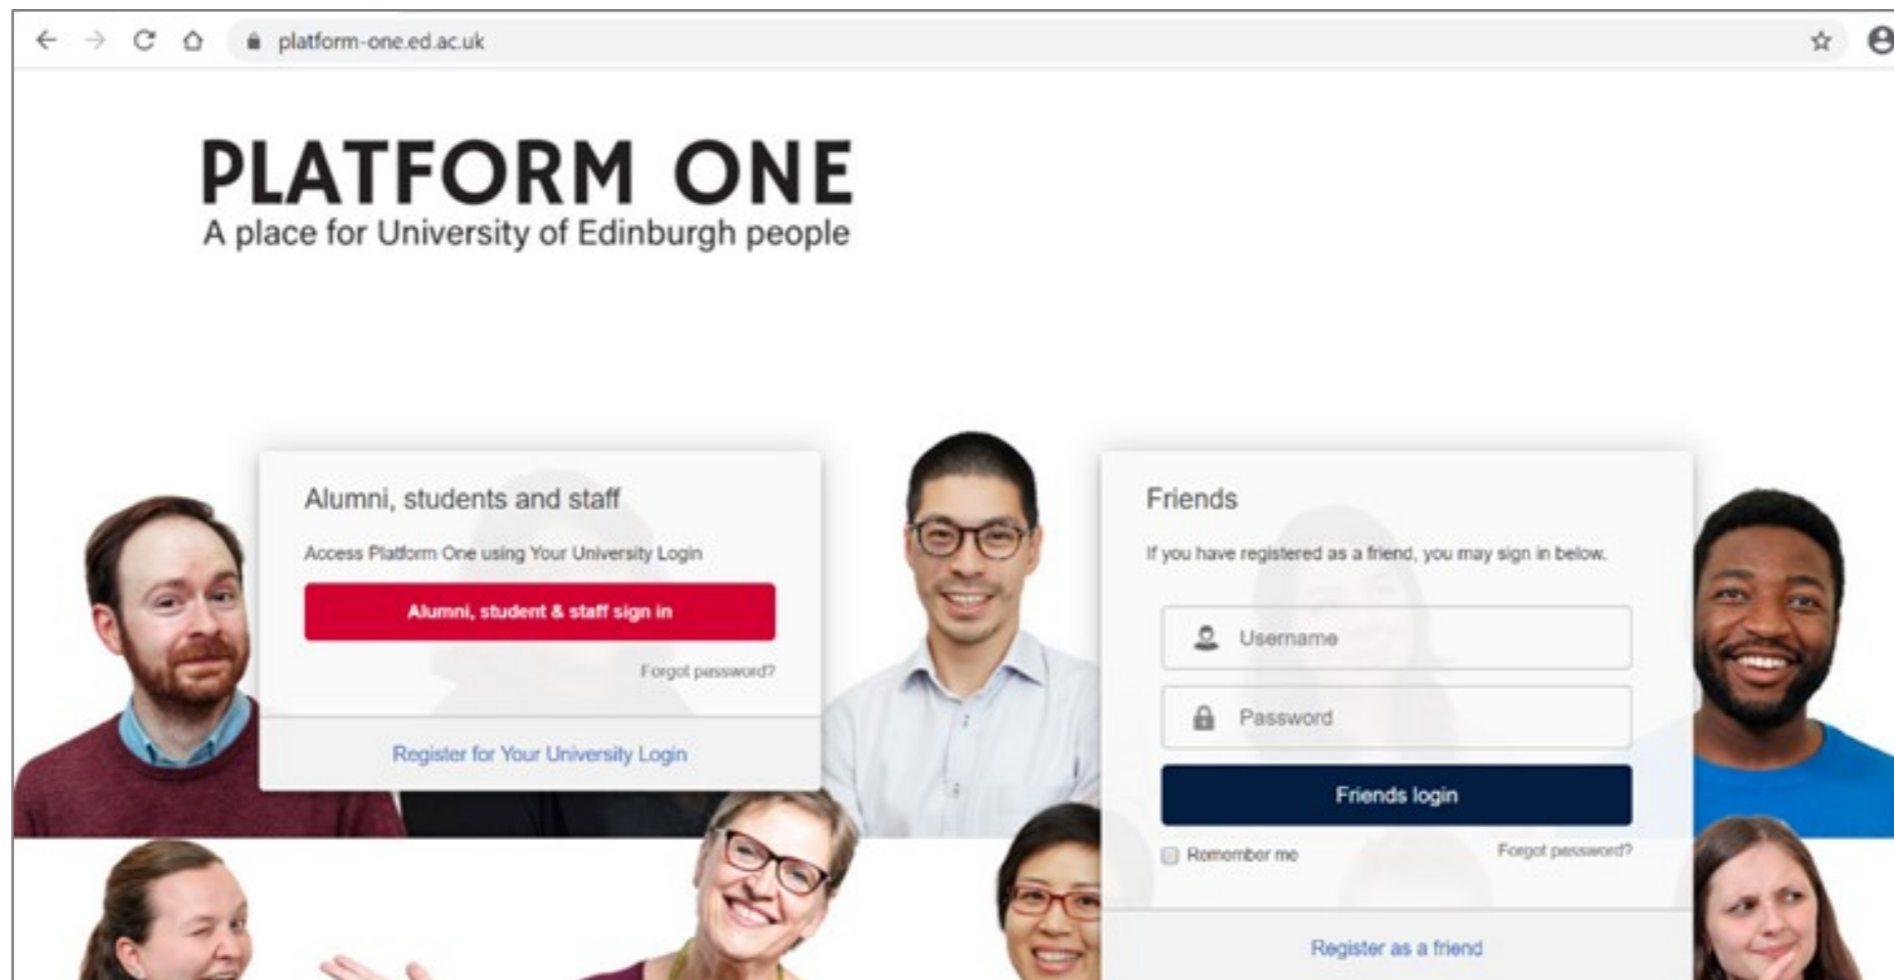 platform-one.ed.ac.uk
PLATFORM ONE
A place for University of Edinburgh people
Alumni, students and staff
Access Platform One using Your University Login
Alumni, student & staff sign in
Forgot password?
Register for Your University Login
Friends
If you have registered as a friend, you may sign in below.
Username
Password
Friends login
Remember me
Forgot password?
Register as a friend